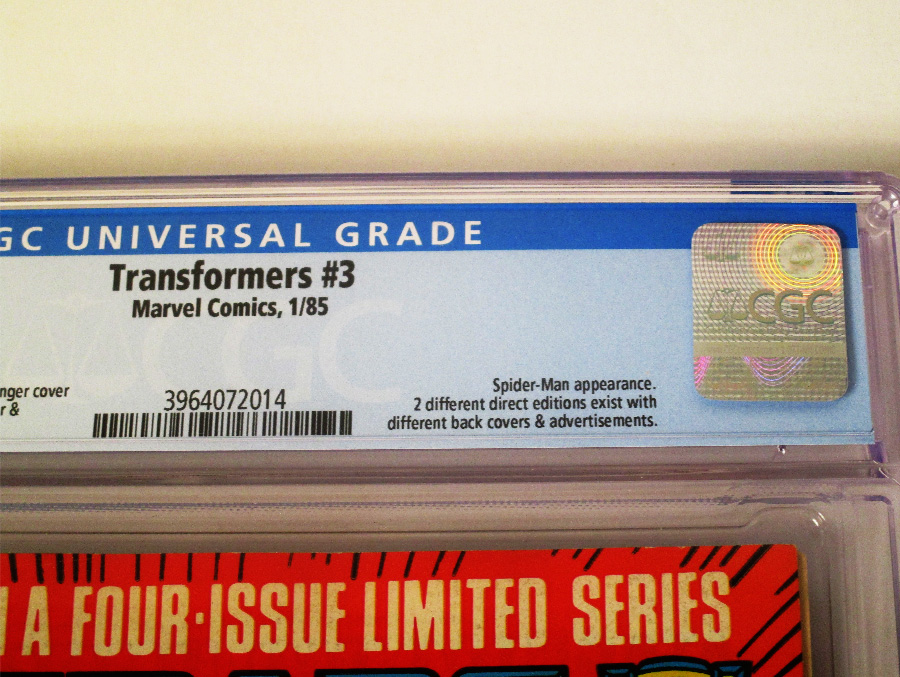 GC UNIVERSAL GRADE
Transformers #3
Marvel Comics, 1/85
CGC
CGC
nger cover
r &
3964072014
Spider-Man appearance.
2 different direct editions exist with
different back covers & advertisements.
A FOUR-ISSUE LIMITED SERIES